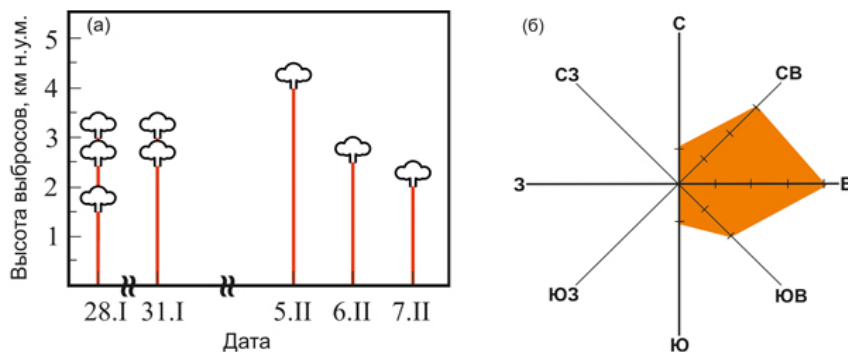 (а)
Высота выбросов, км н.у.м.
5
4
3
2
1
28.I 31.I 5.II 6.II 7.II
Дата
(б)
С
СЗ СВ
З В
ЮЗ ЮВ
Ю